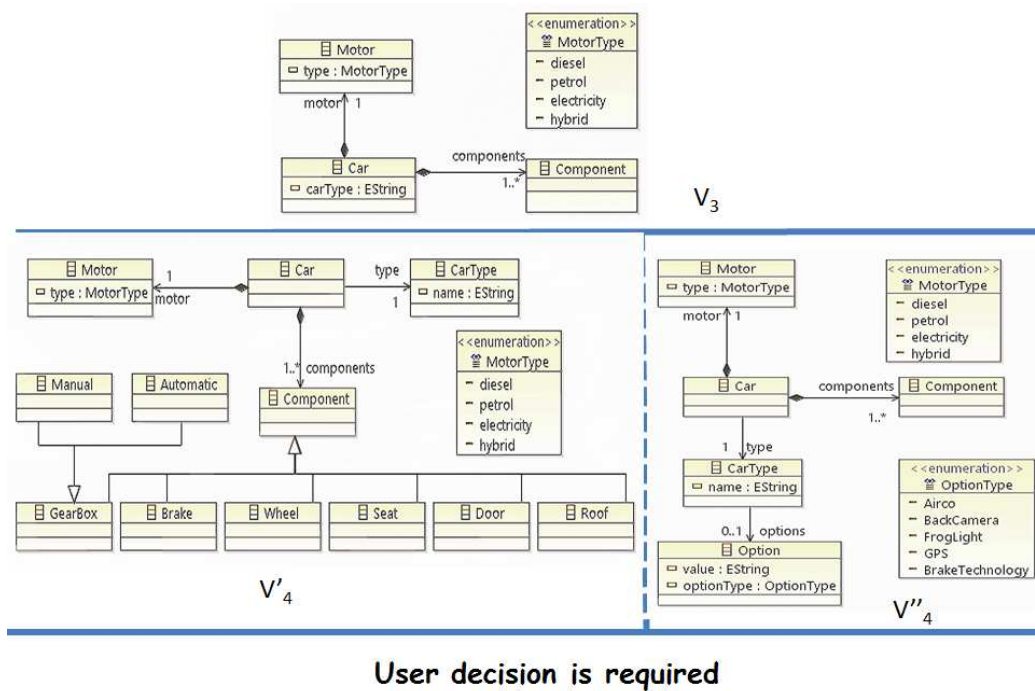 <<enumeration>>
MotorType
diesel
petrol
electricity
hybrid
Motor
type : MotorType
motor 1
Car
carType : EString
components
1..*
Component
V3
Motor
type : MotorType
1
motor
Car
type
1
CarType
name : EString
1..* components
<<enumeration>>
MotorType
diesel
petrol
electricity
hybrid
Manual
Automatic
Component
GearBox
Brake
Wheel
Seat
Door
Roof
V'4
Motor
type : MotorType
motor 1
<<enumeration>>
MotorType
diesel
petrol
electricity
hybrid
Car
components
1..*
Component
1 type
CarType
name : EString
0..1 options
Option
value : EString
optionType : OptionType
<<enumeration>>
OptionType
Airco
BackCamera
FrogLight
GPS
BrakeTechnology
V''4
User decision is required